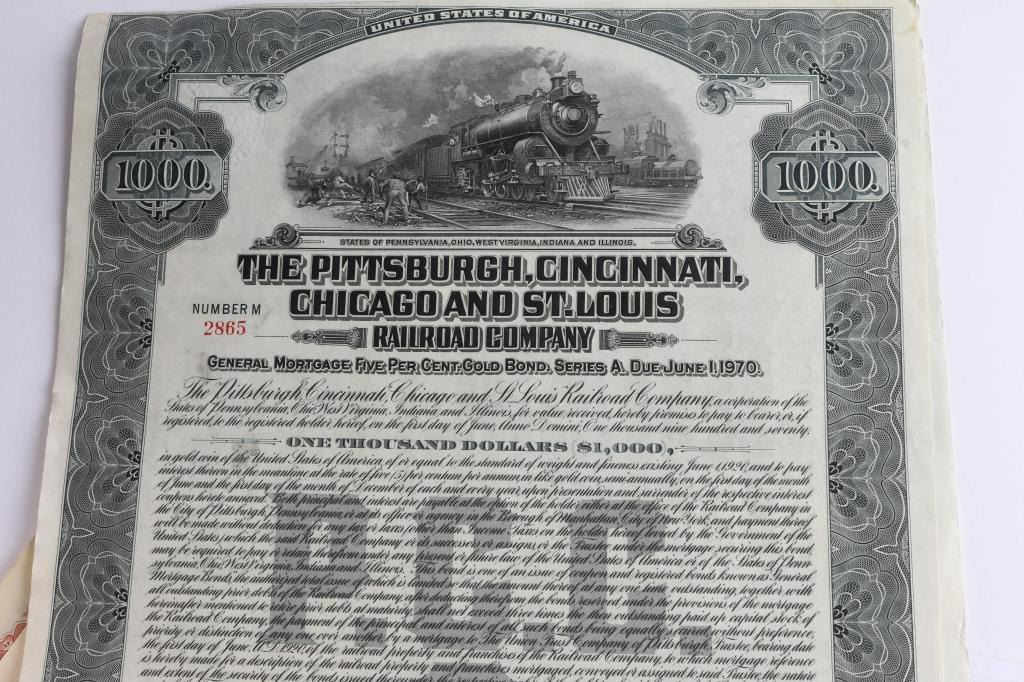 UNITED STATES OF AMERICA
1000.
1000.
STATES OF PENNSYLVANIA, OHIO, WEST VIRGINIA, INDIANA AND ILLINOIS.
THE PITTSBURGH, CINCINNATI,
CHICAGO AND ST. LOUIS
NUMBER M
2865
RAILROAD COMPANY
GENERAL MORTGAGE FIVE PER CENT. GOLD BOND, SERIES A. DUE JUNE 1, 1970.
The Pittsburgh, Cincinnati, Chicago and St. Louis Railroad Company, a corporation of the
States of Pennsylvania, Ohio, West Virginia, Indiana and Illinois, for value received, hereby promises to pay to bearer, or, if
registered, to the registered holder hereof, on the first day of June, Anno Domini, One thousand nine hundred and seventy,
ONE THOUSAND DOLLARS ($1,000),
in gold coin of the United States of America, of or equal to the standard of weight and fineness existing June 1, 1920, and to pay
interest thereon in the meantime at the rate of five (5) per centum per annum, in like gold coin, semi-annually, on the first day of the month
of June and the first day of the month of December of each and every year, upon presentation and surrender of the respective interest
coupons hereto annexed. Both principal and interest are payable at the option of the holder, either at the office of the Railroad Company in
the City of Pittsburgh, Pennsylvania, or at its office or agency in the Borough of Manhattan, City of New York, and payment thereof
will be made without deduction for any tax or taxes (other than Income Taxes on the holder hereof levied by the Government of the
United States), which the said Railroad Company or its successors or assigns, or the Trustee under the mortgage securing this bond,
may be required to pay or retain therefrom under any present or future law of the United States of America or of the States of Penn-
sylvania, Ohio, West Virginia, Indiana and Illinois. This bond is one of an issue of coupon and registered bonds known as General
Mortgage Bonds, the authorized total issue of which is limited so that the amount thereof, at any one time outstanding, together with
all outstanding prior debts of the Railroad Company, after deducting therefrom the bonds reserved under the provisions of the mortgage
hereinafter mentioned to retire prior debts at maturity, shall not exceed three times the then outstanding paid up capital stock of
the Railroad Company, the payment of the principal and interest of all such bonds being equally secured, without preference,
priority or distinction of any one over another, by a mortgage to The Union Trust Company of Pittsburgh, Trustee, bearing date
the first day of June, A.D. 1920, of the railroad property and franchises of the Railroad Company, to which mortgage reference
is hereby made for a description of the railroad property and franchises mortgaged, conveyed or assigned to said Trustee, the nature
and extent of the security of the bonds issued thereunder, the respective